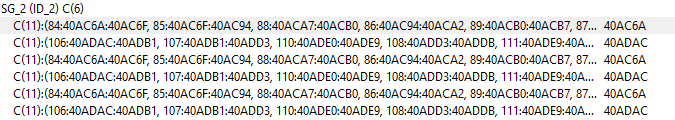 SG_2 (ID_2) C(6)
C(11):(84:40AC6A:40AC6F, 85:40AC6F:40AC94, 88:40ACA7:40ACB0, 86:40AC94:40ACA2, 89:40ACB0:40ACB7, 87... 40AC6A
C(11):(106:40ADAC:40ADB1, 107:40ADB1:40ADD3, 110:40ADE0:40ADE9, 108:40ADD3:40ADDB, 111:40ADE9:40A... 40ADAC
C(11):(84:40AC6A:40AC6F, 85:40AC6F:40AC94, 88:40ACA7:40ACB0, 86:40AC94:40ACA2, 89:40ACB0:40ACB7, 87... 40AC6A
C(11):(106:40ADAC:40ADB1, 107:40ADB1:40ADD3, 110:40ADE0:40ADE9, 108:40ADD3:40ADDB, 111:40ADE9:40A... 40ADAC
C(11):(84:40AC6A:40AC6F, 85:40AC6F:40AC94, 88:40ACA7:40ACB0, 86:40AC94:40ACA2, 89:40ACB0:40ACB7, 87... 40AC6A
C(11):(106:40ADAC:40ADB1, 107:40ADB1:40ADD3, 110:40ADE0:40ADE9, 108:40ADD3:40ADDB, 111:40ADE9:40A... 40ADAC